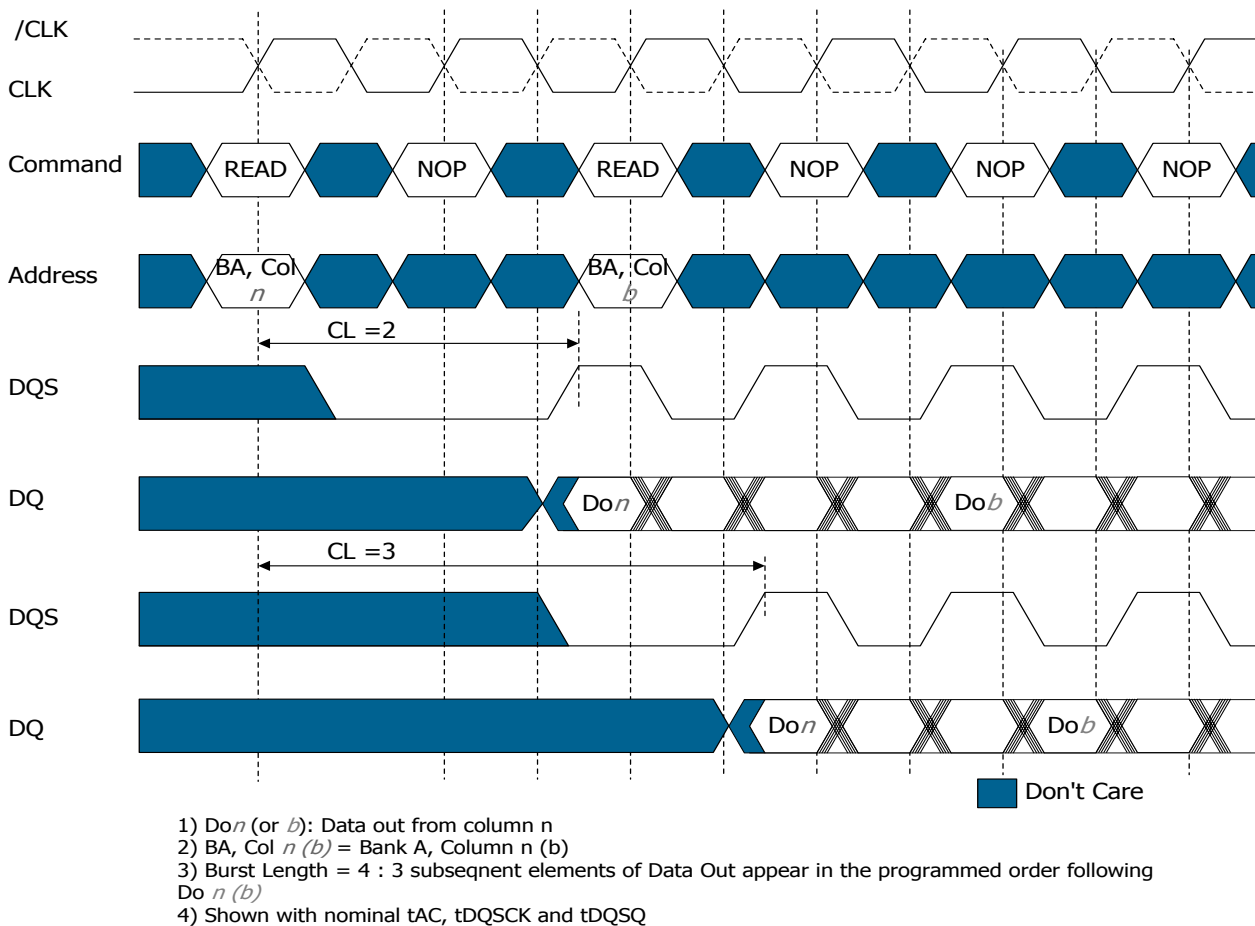 /CLK
CLK
Command
READ
NOP
READ
NOP
NOP
NOP
Address
BA, Col
n
BA, Col
b
CL =2
DQS
DQ
Don
Dob
CL =3
DQS
DQ
Don
Dob
Don't Care
1) Don (or b): Data out from column n
2) BA, Col n (b) = Bank A, Column n (b)
3) Burst Length = 4 : 3 subseqnent elements of Data Out appear in the programmed order following
Do n (b)
4) Shown with nominal tAC, tDQSCK and tDQSQ